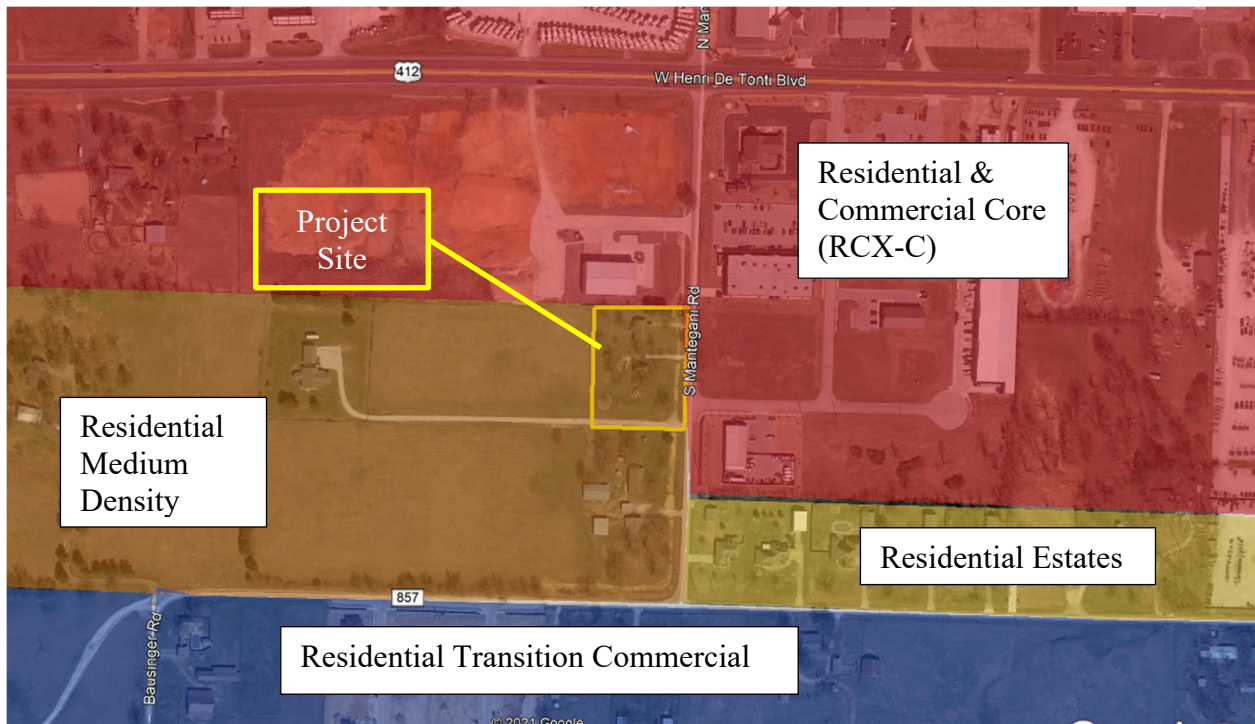 N Man
412
W Henri De Tonti Blvd
Residential &
Commercial Core
(RCX-C)
Project
Site
S Mantegani Rd
Residential
Medium
Density
Residential Estates
857
Bausinger Rd
Residential Transition Commercial
© 2021 Google